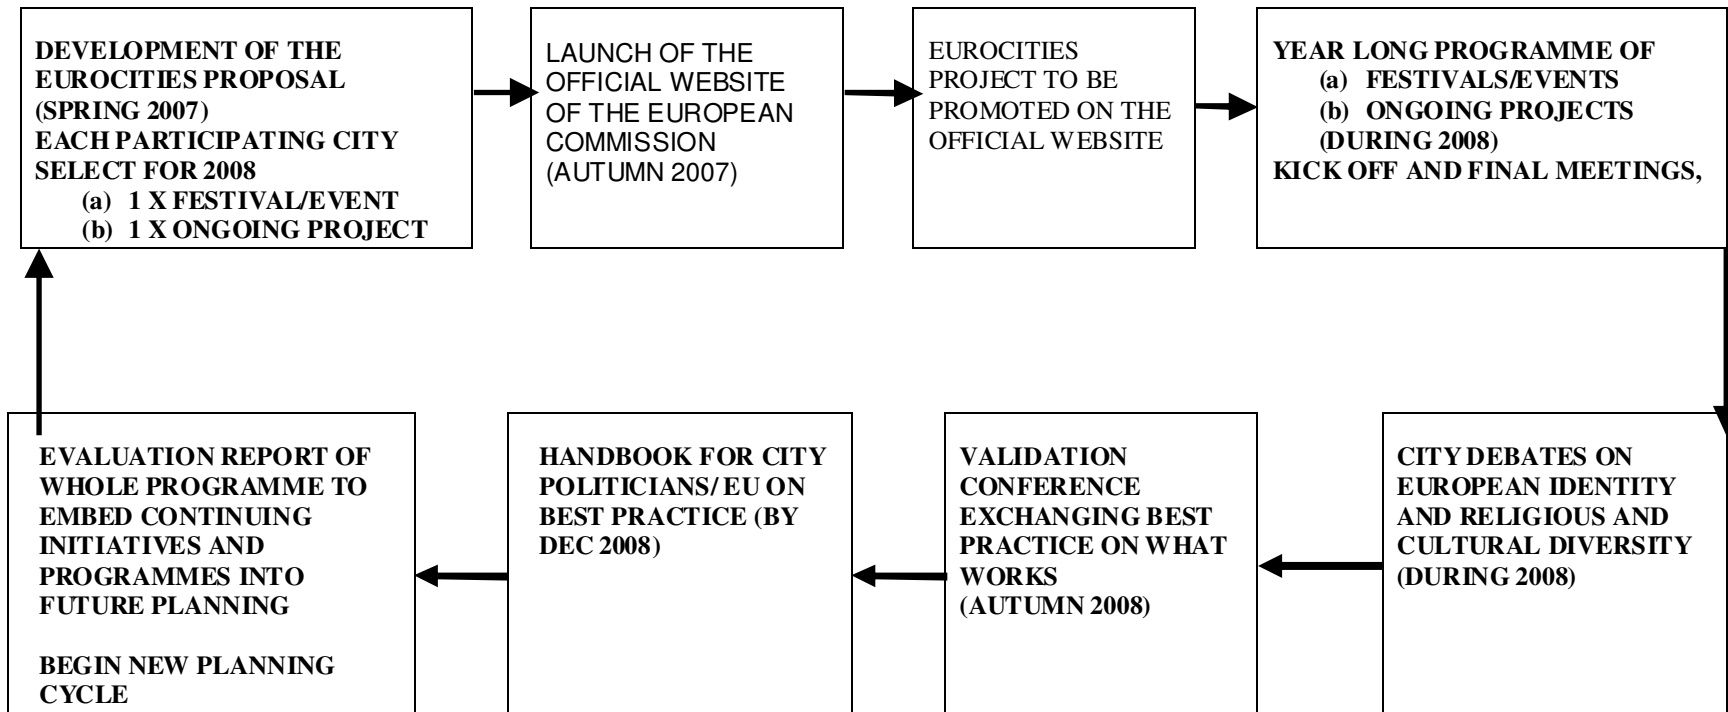 DEVELOPMENT OF THE
EUROCITIES PROPOSAL
(SPRING 2007)
EACH PARTICIPATING CITY
SELECT FOR 2008
(a) 1 X FESTIVAL/EVENT
(b) 1 X ONGOING PROJECT
LAUNCH OF THE
OFFICIAL WEBSITE
OF THE EUROPEAN
COMMISSION
(AUTUMN 2007)
EUROCITIES
PROJECT TO BE
PROMOTED ON THE
OFFICIAL WEBSITE
YEAR LONG PROGRAMME OF
(a) FESTIVALS/EVENTS
(b) ONGOING PROJECTS
(DURING 2008)
KICK OFF AND FINAL MEETINGS,
EVALUATION REPORT OF
WHOLE PROGRAMME TO
EMBED CONTINUING
INITIATIVES AND
PROGRAMMES INTO
FUTURE PLANNING
BEGIN NEW PLANNING
CYCLE
HANDBOOK FOR CITY
POLITICIANS/ EU ON
BEST PRACTICE (BY
DEC 2008)
VALIDATION
CONFERENCE
EXCHANGING BEST
PRACTICE ON WHAT
WORKS
(AUTUMN 2008)
CITY DEBATES ON
EUROPEAN IDENTITY
AND RELIGIOUS AND
CULTURAL DIVERSITY
(DURING 2008)